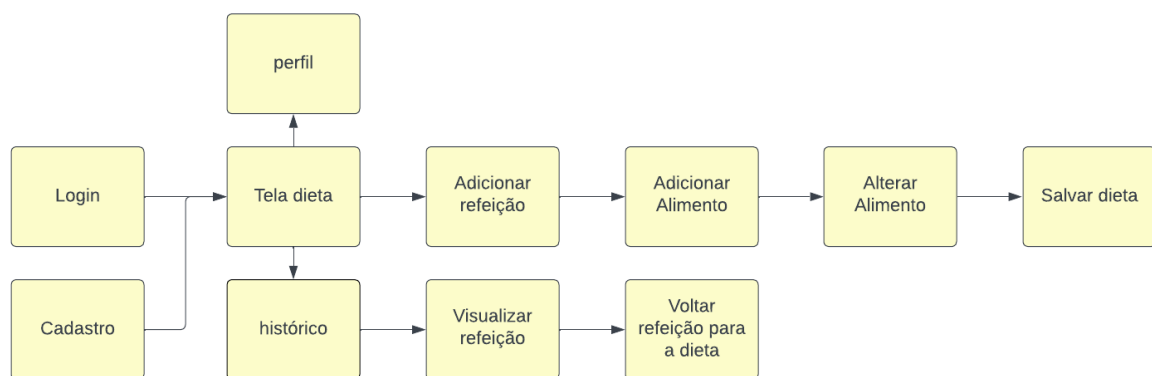 perfil
Login
Tela dieta
Adicionar
refeição
Adicionar
Alimento
Alterar
Alimento
Salvar dieta
Cadastro
histórico
Visualizar
refeição
Voltar
refeição para
a dieta